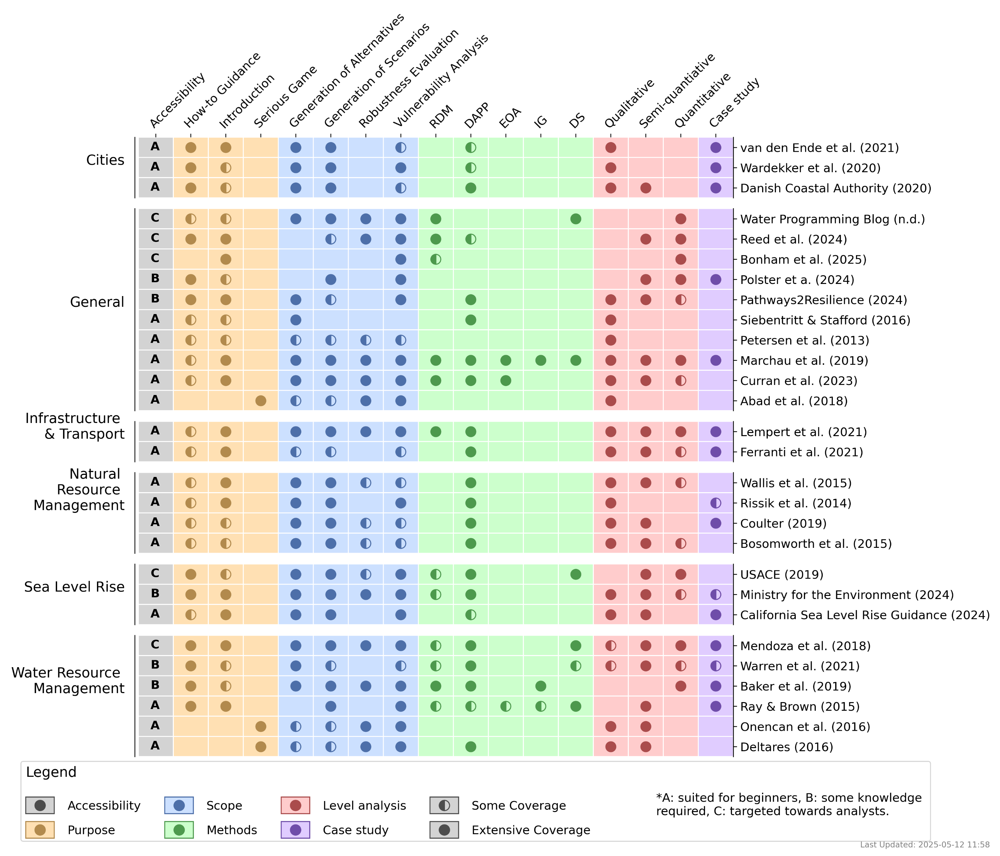 Accessibility
How-to Guidance
Introduction
Serious Game
Generation of Alternatives
Generation of Scenarios
Robustness Evaluation
Vulnerability Analysis
RDM
DAPP
EOA
IG
DS
Qualitative
Semi-quantiative
Quantitative
Case study
Cities
A van den Ende et al. (2021)
A Wardekker et al. (2020)
A Danish Coastal Authority (2020)
General
C Water Programming Blog (n.d.)
C Reed et al. (2024)
C Bonham et al. (2025)
B Polster et a. (2024)
B Pathways2Resilience (2024)
A Siebentritt & Stafford (2016)
A Petersen et al. (2013)
A Marchau et al. (2019)
A Curran et al. (2023)
A Abad et al. (2018)
Infrastructure
& Transport
A Lempert et al. (2021)
A Ferranti et al. (2021)
Natural
Resource
Management
A Wallis et al. (2015)
A Rissik et al. (2014)
A Coulter (2019)
A Bosomworth et al. (2015)
Sea Level Rise
C USACE (2019)
B Ministry for the Environment (2024)
A California Sea Level Rise Guidance (2024)
Water Resource
Management
C Mendoza et al. (2018)
B Warren et al. (2021)
B Baker et al. (2019)
A Ray & Brown (2015)
A Onencan et al. (2016)
A Deltares (2016)
Legend
Accessibility
Purpose
Scope
Methods
Level analysis
Case study
Some Coverage
Extensive Coverage
*A: suited for beginners, B: some knowledge
required, C: targeted towards analysts.
Last Updated: 2025-05-12 11:58